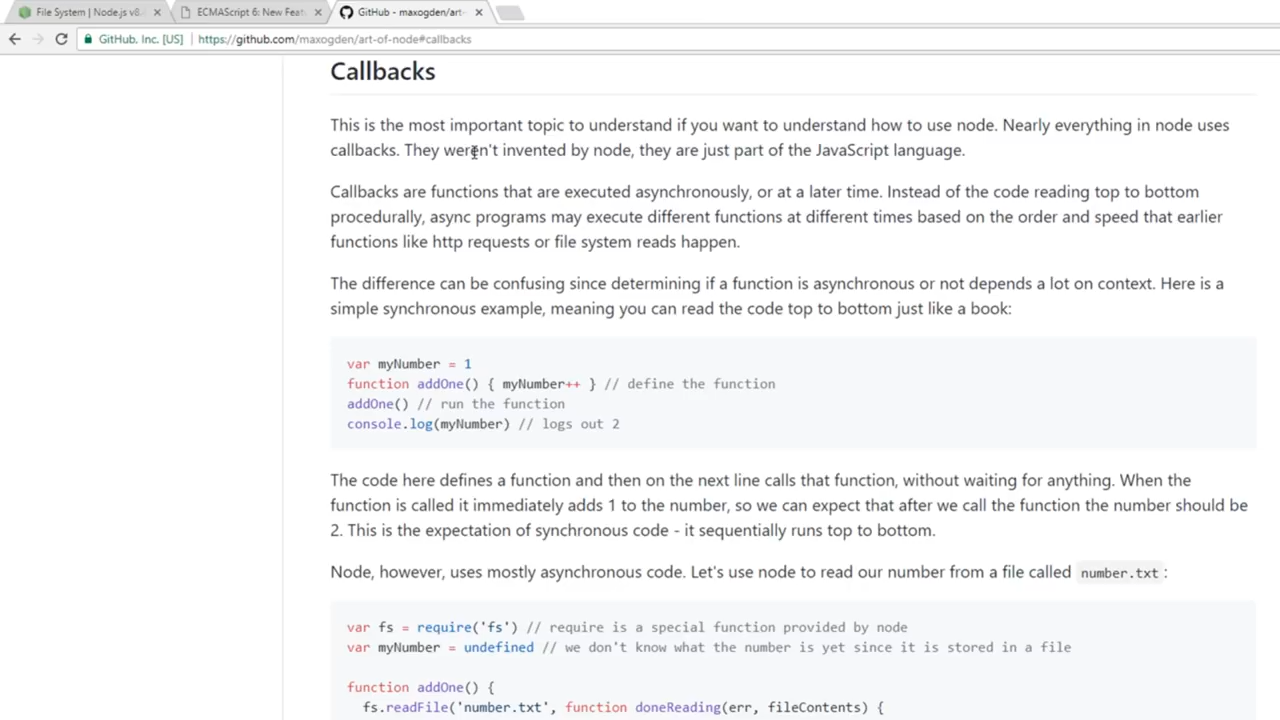 File System | Node.js v8.
ECMAScript 6: New Feat
GitHub - maxogden/art-
GitHub, Inc. [US]
https://github.com/maxogden/art-of-node#callbacks
Callbacks
This is the most important topic to understand if you want to understand how to use node. Nearly everything in node uses
callbacks. They weren't invented by node, they are just part of the JavaScript language.
Callbacks are functions that are executed asynchronously, or at a later time. Instead of the code reading top to bottom
procedurally, async programs may execute different functions at different times based on the order and speed that earlier
functions like http requests or file system reads happen.
The difference can be confusing since determining if a function is asynchronous or not depends a lot on context. Here is a
simple synchronous example, meaning you can read the code top to bottom just like a book:
var myNumber = 1
function addOne() { myNumber++ } // define the function
addOne() // run the function
console.log(myNumber) // logs out 2
The code here defines a function and then on the next line calls that function, without waiting for anything. When the
function is called it immediately adds 1 to the number, so we can expect that after we call the function the number should be
2. This is the expectation of synchronous code - it sequentially runs top to bottom.
Node, however, uses mostly asynchronous code. Let's use node to read our number from a file called number.txt :
var fs = require('fs') // require is a special function provided by node
var myNumber = undefined // we don't know what the number is yet since it is stored in a file
function addOne() {
fs.readFile('number.txt', function doneReading(err, fileContents) {